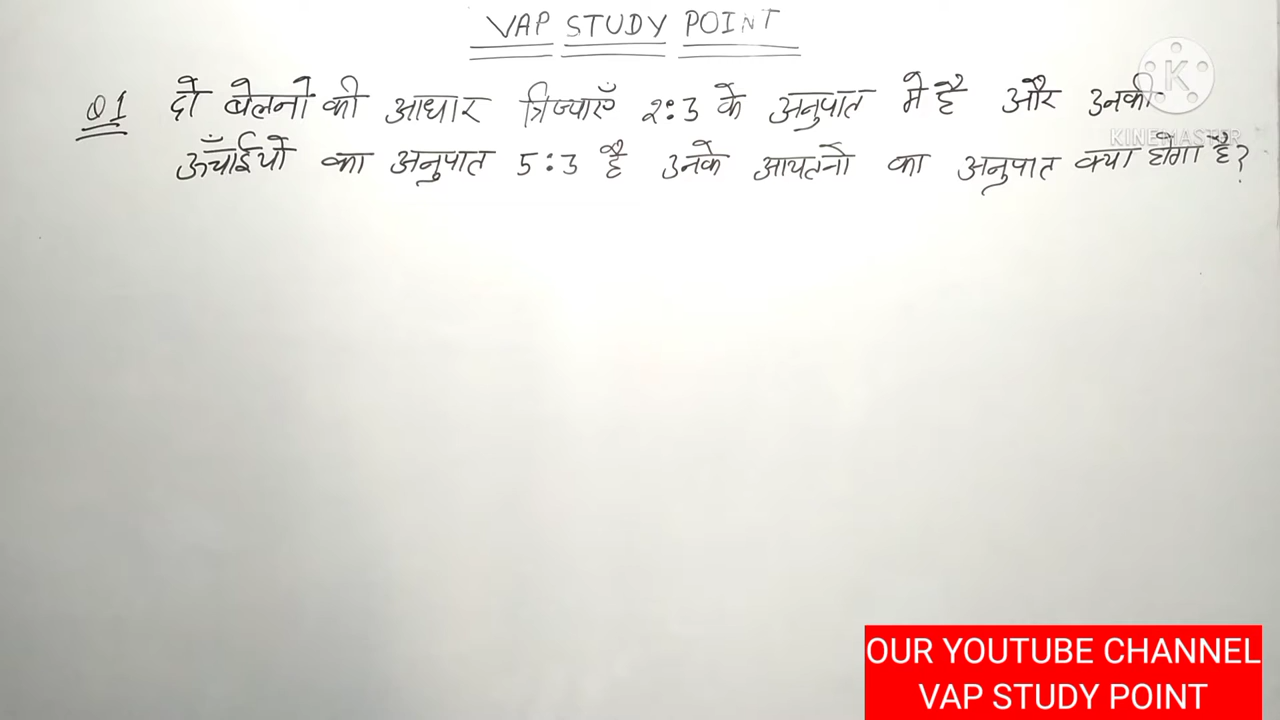 VAP STUDY POINT
Q1 दो बेलनों की आधार त्रिज्याएँ 2:3 के अनुपात मे है और उनकी
ऊँचाईयो का अनुपात 5:3 है उनके आयतनो का अनुपात क्या होगा है?
K
KINEMASTER
OUR YOUTUBE CHANNEL
VAP STUDY POINT